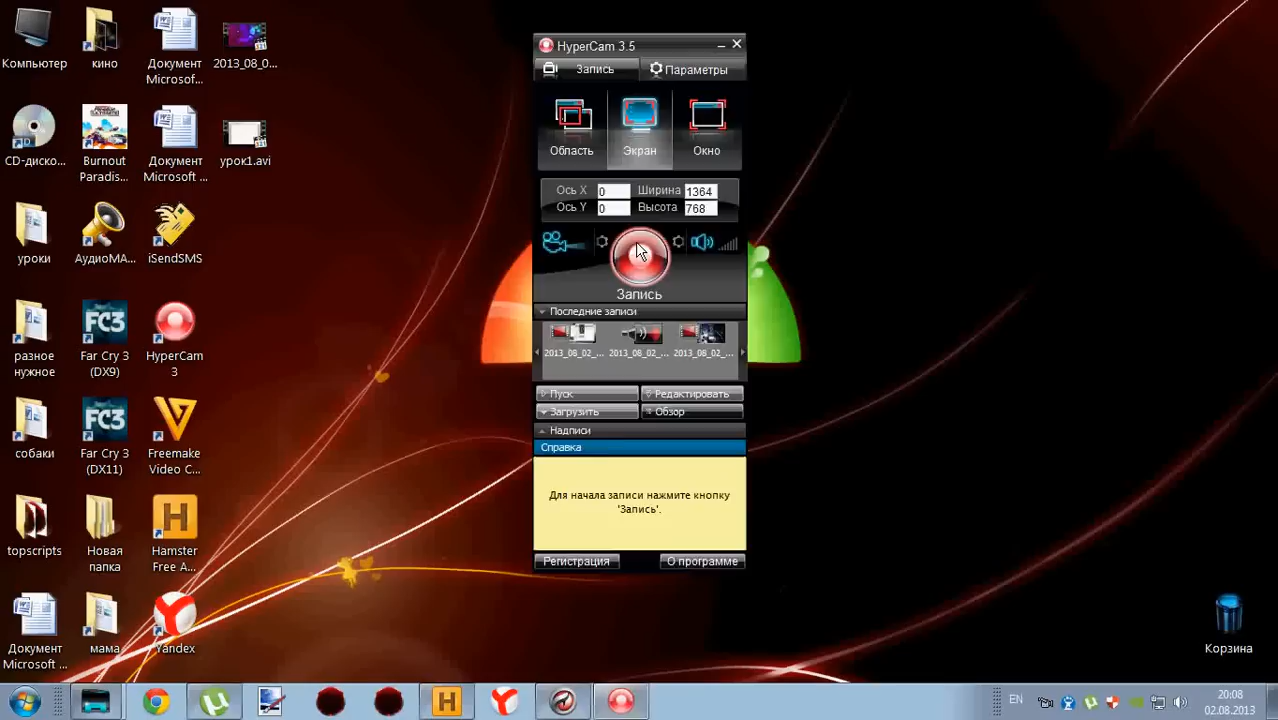 Компьютер
кино
Документ
Microsof...
2013_08_0...
CD-диско...
Burnout
Paradis...
Документ
Microsoft ...
урок1.avi
уроки
АудиоМА...
iSendSMS
разное
нужное
Far Cry 3
(DX9)
HyperCam
3
собаки
Far Cry 3
(DX11)
Freemake
Video C...
topscripts
Новая
папка
Hamster
Free A...
Документ
Microsoft ...
мама
Yandex
HyperCam 3.5
Запись
Параметры
Область
Экран
Окно
Ось X 0 Ширина 1364
Ось Y 0 Высота 768
Запись
Последние записи
2013_08_02_...
2013_08_02_...
2013_08_02_...
Пуск
Редактировать
Загрузить
Обзор
Надписи
Справка
Для начала записи нажмите кнопку
'Запись'.
Регистрация
О программе
Корзина
EN
20:08
02.08.2013
FC3
FC3
H
H